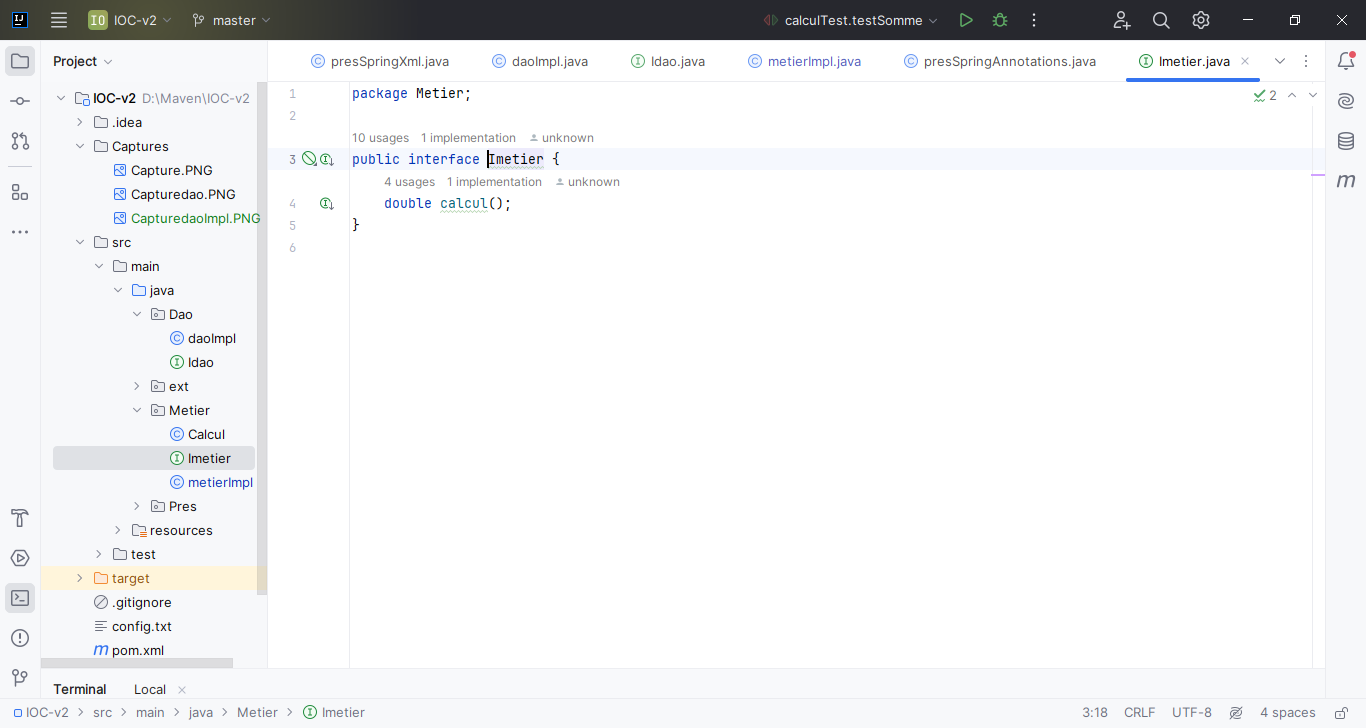 IJ
IO IOC-v2
master
calculTest.testSomme
Project
presSpringXml.java
daoImpl.java
Idao.java
metierImpl.java
presSpringAnnotations.java
Imetier.java
IOC-v2 D:\Maven\IOC-v2
.idea
Captures
Capture.PNG
Capturedao.PNG
CapturedaoImpl.PNG
src
main
java
Dao
daoImpl
Idao
ext
Metier
Calcul
Imetier
metierImpl
Pres
resources
test
target
.gitignore
config.txt
m pom.xml
1 package Metier;
2
10 usages 1 implementation unknown
3 public interface Imetier {
4 usages 1 implementation unknown
4 double calcul();
5 }
6
2
m
Terminal Local
IOC-v2 > src > main > java > Metier > Imetier
3:18 CRLF UTF-8 4 spaces